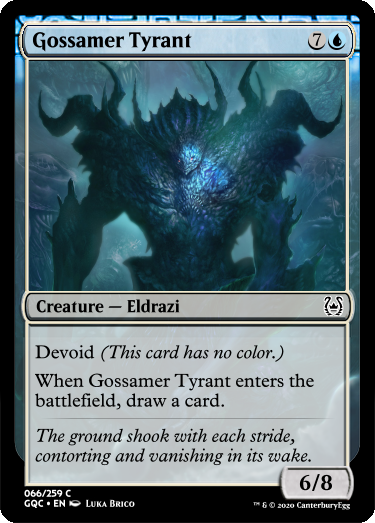 Gossamer Tyrant 7
Creature — Eldrazi
Devoid (This card has no color.)
When Gossamer Tyrant enters the
battlefield, draw a card.
The ground shook with each stride,
contorting and vanishing in its wake.
6/8
066/259 C
GQC • EN Luka Brico
™ & © 2020 CanterburyEgg